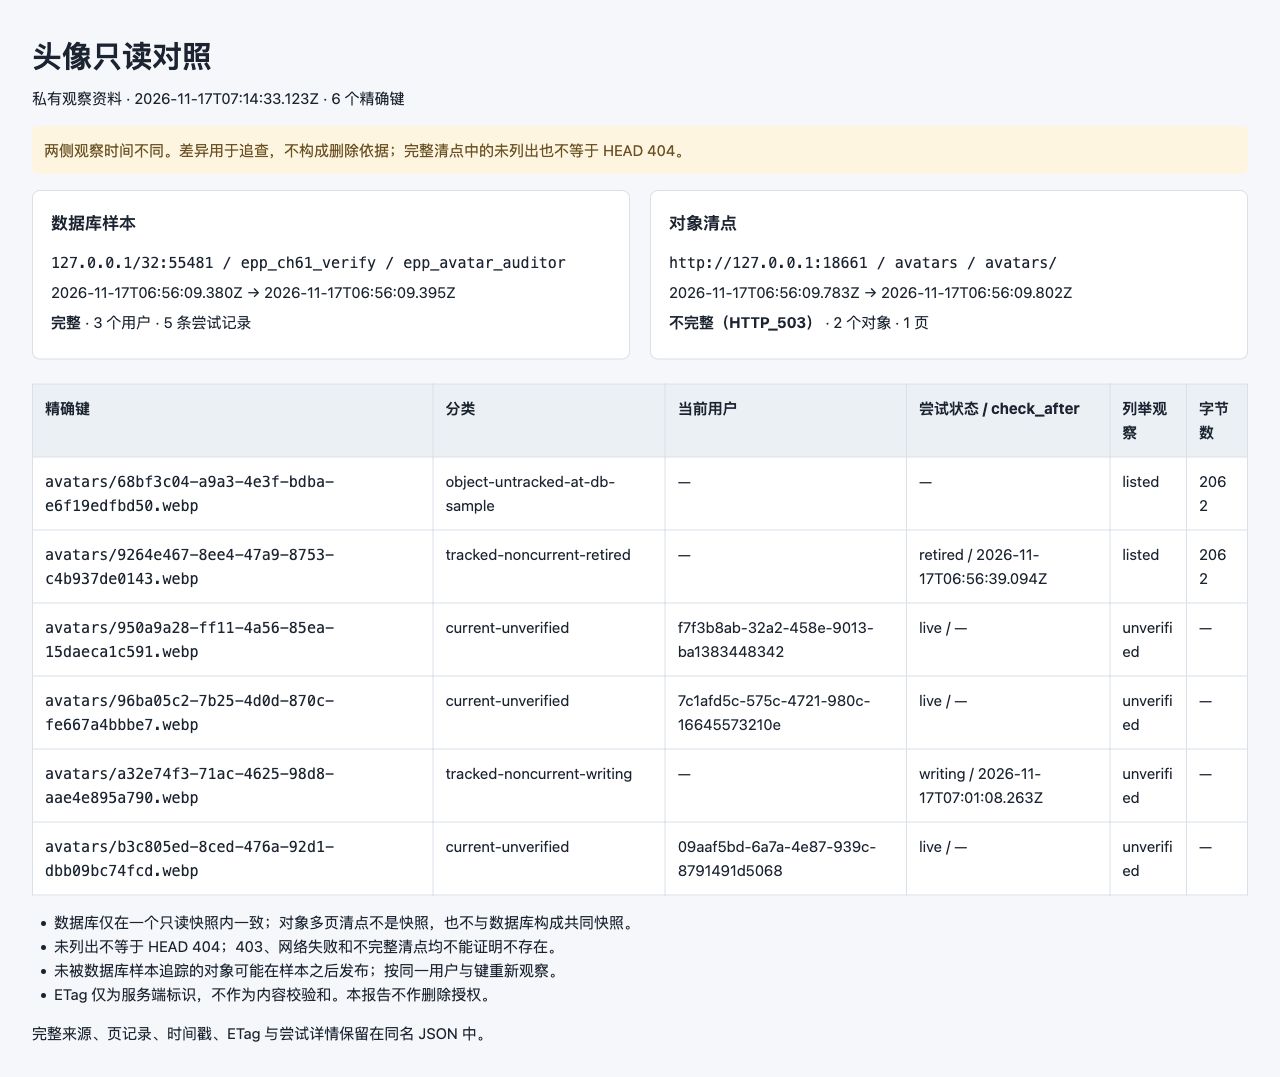 头像只读对照
私有观察资料 · 2026-11-17T07:14:33.123Z · 6 个精确键
两侧观察时间不同。差异用于追查，不构成删除依据；完整清点中的未列出也不等于 HEAD 404。
数据库样本
127.0.0.1/32:55481 / epp_ch61_verify / epp_avatar_auditor
2026-11-17T06:56:09.380Z → 2026-11-17T06:56:09.395Z
完整 · 3 个用户 · 5 条尝试记录
对象清点
http://127.0.0.1:18661 / avatars / avatars/
2026-11-17T06:56:09.783Z → 2026-11-17T06:56:09.802Z
不完整（HTTP_503） · 2 个对象 · 1 页
精确键 分类 当前用户 尝试状态 / check_after 列举观 字节
察 数
avatars/68bf3c04-a9a3-4e3f-bdba- object-untracked-at-db- — — listed 206
e6f19edfbd50.webp sample 2
avatars/9264e467-8ee4-47a9-8753- tracked-noncurrent-retired — retired / 2026-11- listed 206
c4b937de0143.webp 17T06:56:39.094Z 2
avatars/950a9a28-ff11-4a56-85ea- current-unverified f7f3b8ab-32a2-458e-9013- live / — unverifi —
15daeca1c591.webp ba1383448342 ed
avatars/96ba05c2-7b25-4d0d-870c- current-unverified 7c1afd5c-575c-4721-980c- live / — unverifi —
fe667a4bbbe7.webp 16645573210e ed
avatars/a32e74f3-71ac-4625-98d8- tracked-noncurrent-writing — writing / 2026-11- unverifi —
aae4e895a790.webp 17T07:01:08.263Z ed
avatars/b3c805ed-8ced-476a-92d1- current-unverified 09aaf5bd-6a7a-4e87-939c- live / — unverifi —
dbb09bc74fcd.webp 8791491d5068 ed
• 数据库仅在一个只读快照内一致；对象多页清点不是快照，也不与数据库构成共同快照。
• 未列出不等于 HEAD 404；403、网络失败和不完整清点均不能证明不存在。
• 未被数据库样本追踪的对象可能在样本之后发布；按同一用户与键重新观察。
• ETag 仅为服务端标识，不作为内容校验和。本报告不作删除授权。
完整来源、页记录、时间戳、ETag 与尝试详情保留在同名 JSON 中。